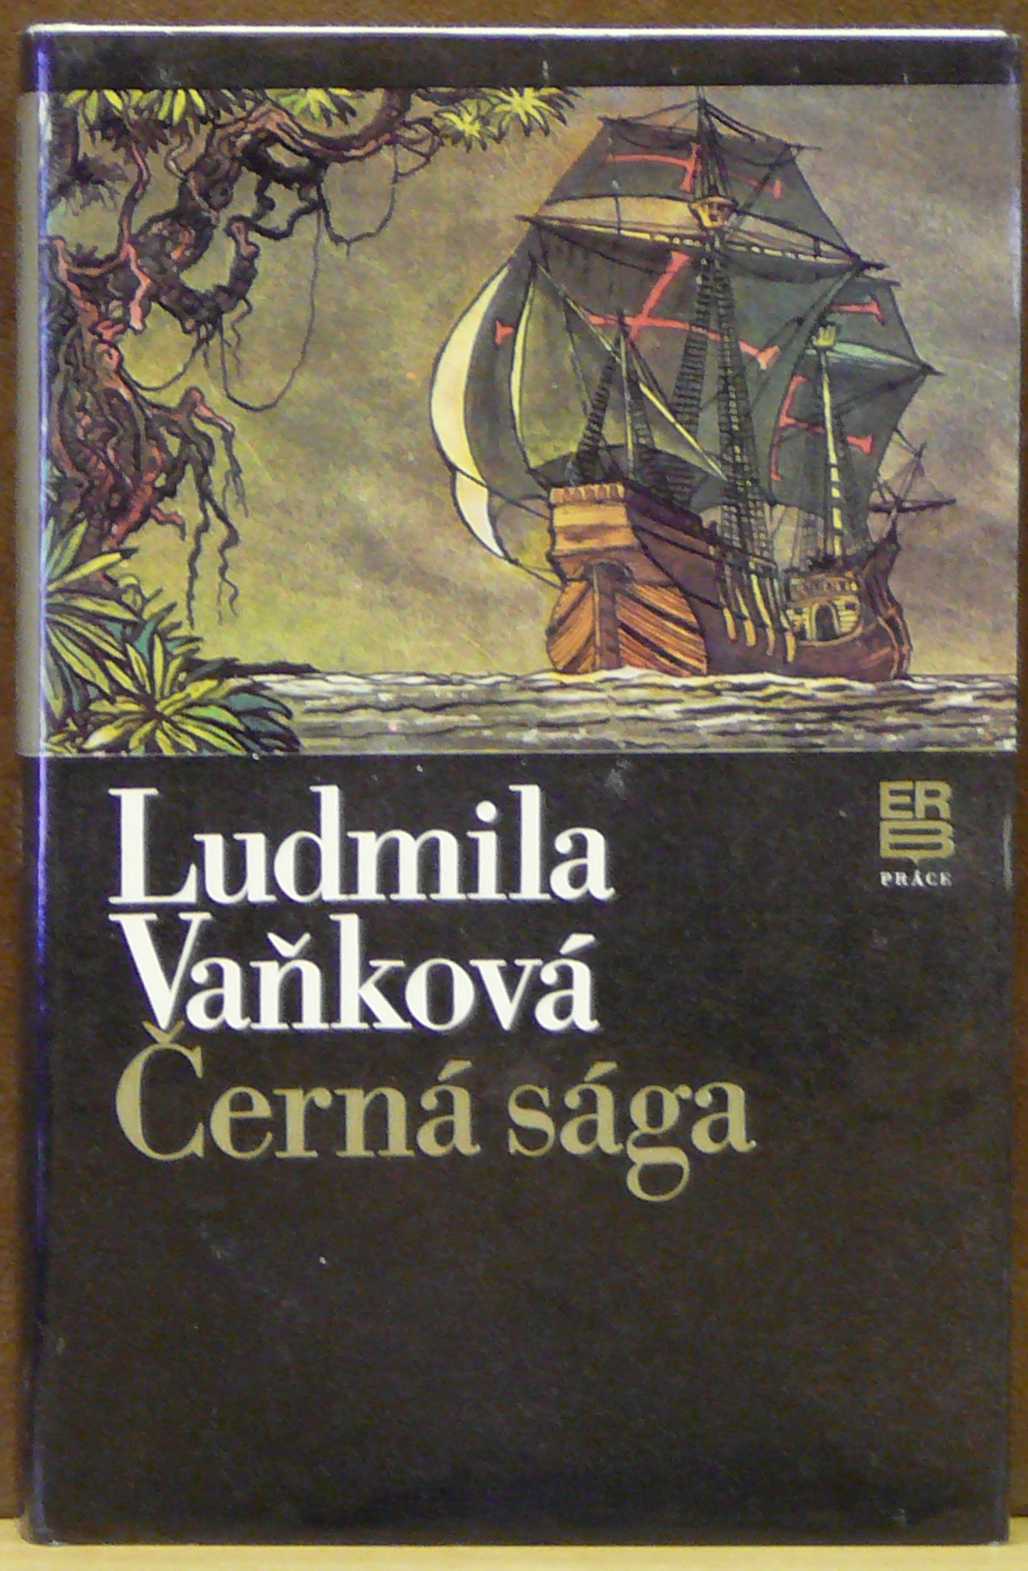 Ludmila
Vaňková
Černá sága
ER
B
PRÁCE